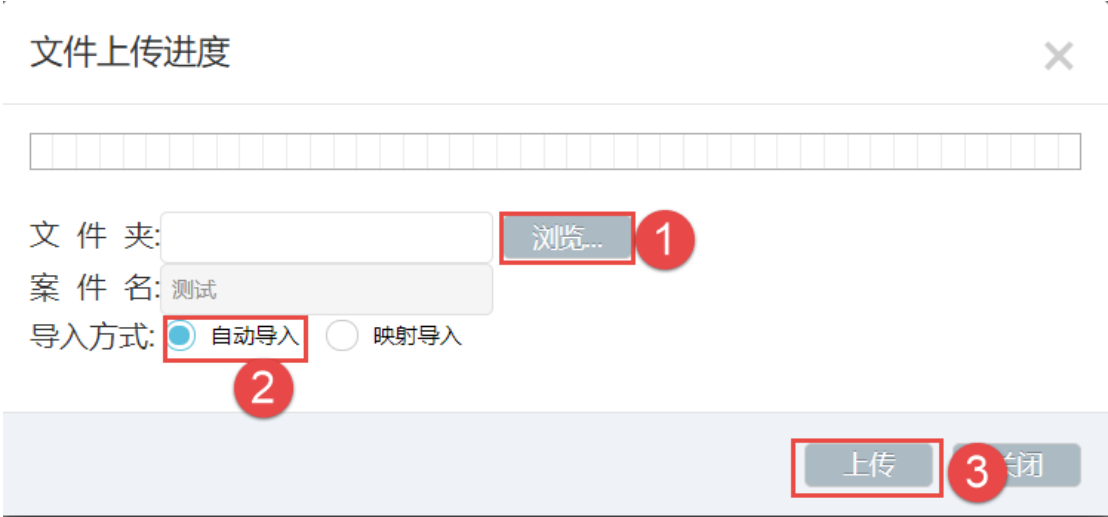 文件上传进度
文 件 夹: 浏览... 1
案 件 名: 测试
导入方式: 自动导入 映射导入
2
上传 3 闭